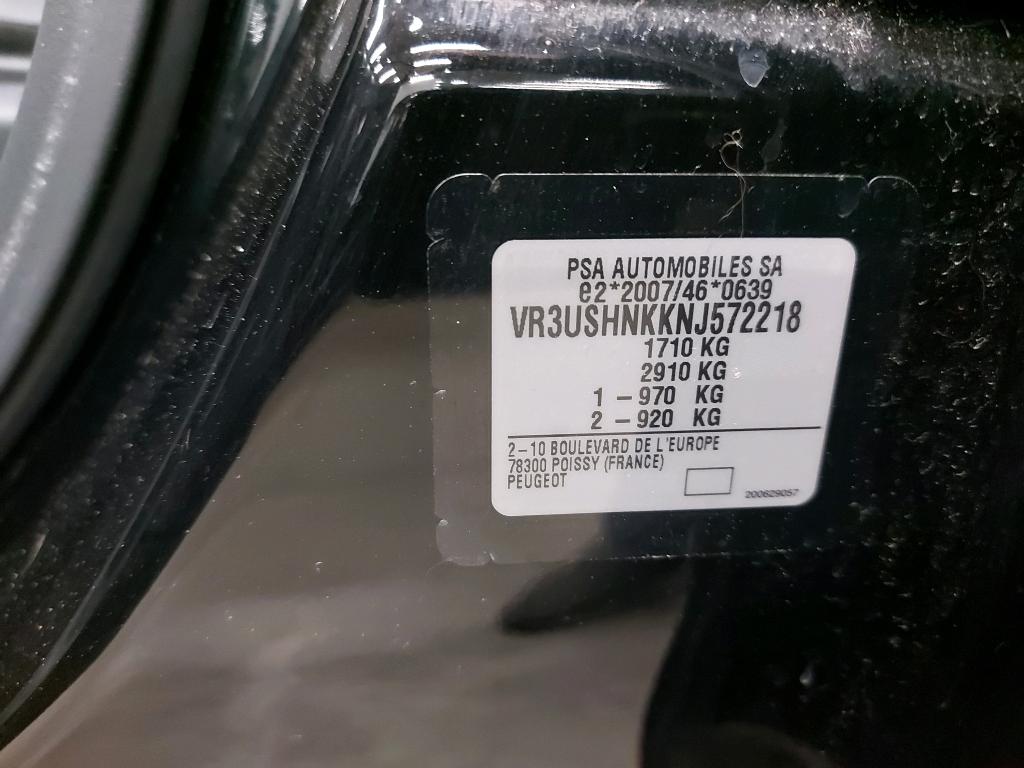 PSA AUTOMOBILES SA
e2*2007/46*0639
VR3USHNKKNJ572218
1710 KG
2910 KG
1 – 970 KG
2 – 920 KG
2–10 BOULEVARD DE L'EUROPE
78300 POISSY (FRANCE)
PEUGEOT
200629057